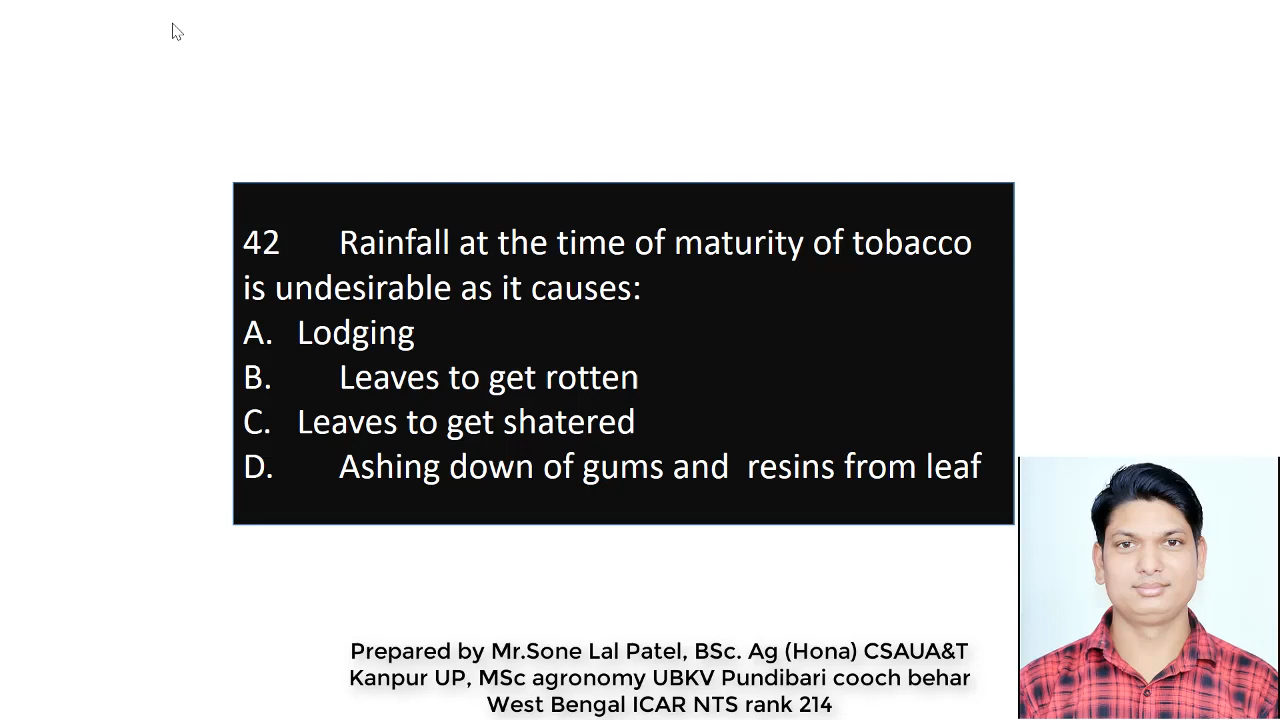 42 Rainfall at the time of maturity of tobacco
is undesirable as it causes:
A. Lodging
B. Leaves to get rotten
C. Leaves to get shatered
D. Ashing down of gums and resins from leaf
Prepared by Mr.Sone Lal Patel, BSc. Ag (Hona) CSAUA&T
Kanpur UP, MSc agronomy UBKV Pundibari cooch behar
West Bengal ICAR NTS rank 214